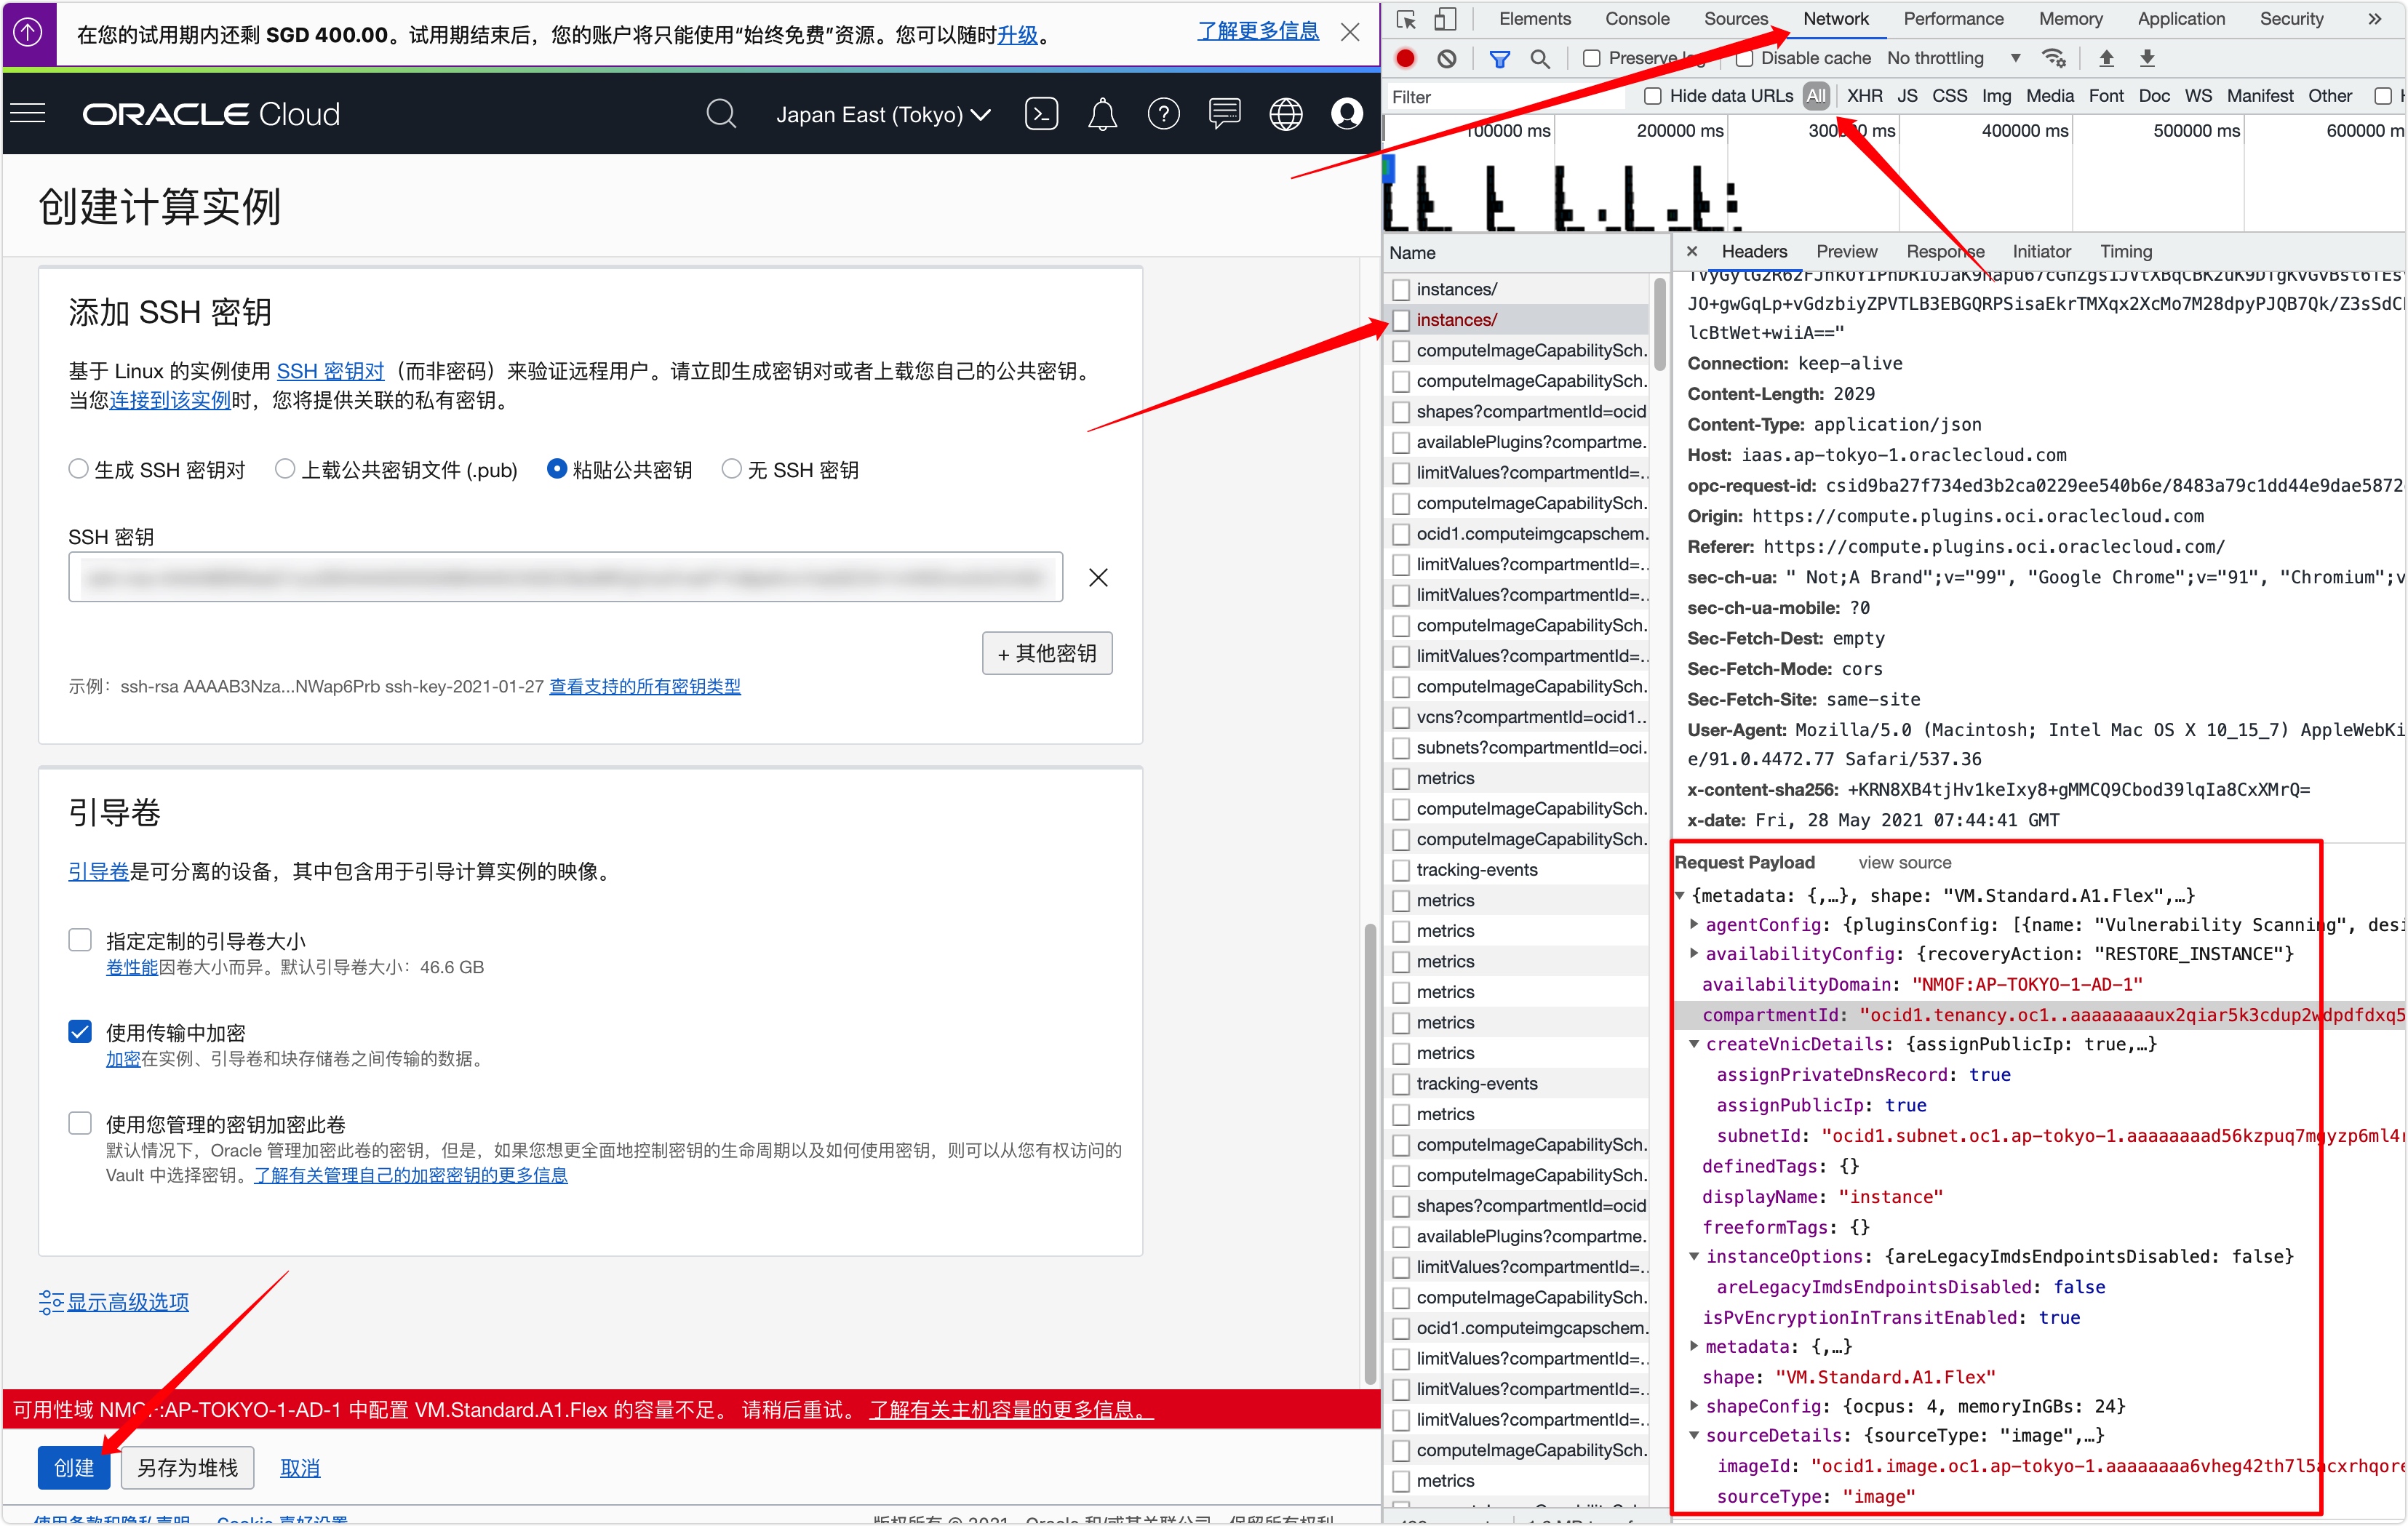 在您的试用期内还剩 SGD 400.00。试用期结束后，您的账户将只能使用“始终免费”资源。您可以随时升级。
了解更多信息
ORACLE Cloud
Japan East (Tokyo)
创建计算实例
添加 SSH 密钥
基于 Linux 的实例使用 SSH 密钥对（而非密码）来验证远程用户。请立即生成密钥对或者上载您自己的公共密钥。
当您连接到该实例时，您将提供关联的私有密钥。
生成 SSH 密钥对 上载公共密钥文件 (.pub) 粘贴公共密钥 无 SSH 密钥
SSH 密钥
+ 其他密钥
示例： ssh-rsa AAAAB3Nza...NWap6Prb ssh-key-2021-01-27 查看支持的所有密钥类型
引导卷
引导卷是可分离的设备，其中包含用于引导计算实例的映像。
指定定制的引导卷大小
卷性能因卷大小而异。默认引导卷大小：46.6 GB
使用传输中加密
加密在实例、引导卷和块存储卷之间传输的数据。
使用您管理的密钥加密此卷
默认情况下，Oracle 管理加密此卷的密钥，但是，如果您想更全面地控制密钥的生命周期以及如何使用密钥，则可以从您有权访问的
Vault 中选择密钥。了解有关管理自己的加密密钥的更多信息
显示高级选项
可用性域 AP-TOKYO-1-AD-1 中配置 VM.Standard.A1.Flex 的容量不足。 请稍后重试。 了解有关主机容量的更多信息。
创建 另存为堆栈 取消
Elements Console Sources Network Performance Memory Application Security
Preserve Disable cache No throttling
Filter Hide data URLs All XHR JS CSS Img Media Font Doc WS Manifest Other
100000 ms 200000 ms 300000 ms 400000 ms 500000 ms 600000 m
Name
instances/
instances/
computeImageCapabilitySch.
computeImageCapabilitySch.
shapes?compartmentId=ocid
availablePlugins?compartme.
limitValues?compartmentId=..
computeImageCapabilitySch.
ocid1.computeimgcapschem.
limitValues?compartmentId=..
limitValues?compartmentId=..
computeImageCapabilitySch.
limitValues?compartmentId=..
computeImageCapabilitySch.
vcns?compartmentId=ocid1..
subnets?compartmentId=oci.
metrics
computeImageCapabilitySch.
computeImageCapabilitySch.
tracking-events
metrics
metrics
metrics
metrics
metrics
metrics
tracking-events
metrics
computeImageCapabilitySch.
computeImageCapabilitySch.
shapes?compartmentId=ocid
availablePlugins?compartme.
limitValues?compartmentId=..
computeImageCapabilitySch.
ocid1.computeimgcapschem.
limitValues?compartmentId=..
limitValues?compartmentId=..
limitValues?compartmentId=..
computeImageCapabilitySch.
metrics
Headers Preview Response Initiator Timing
JO+gwGqLp+vGdzbiyZPVTLB3EBGQRPSisaEkrTMXqx2XcMo7M28dpyPJQB7Qk/Z3sSdC
lcBtWet+wiiA=="
Connection: keep-alive
Content-Length: 2029
Content-Type: application/json
Host: iaas.ap-tokyo-1.oraclecloud.com
opc-request-id: csid9ba27f734ed3b2ca0229ee540b6e/8483a79c1dd44e9dae5872
Origin: https://compute.plugins.oci.oraclecloud.com
Referer: https://compute.plugins.oci.oraclecloud.com/
sec-ch-ua: " Not;A Brand";v="99", "Google Chrome";v="91", "Chromium";v
sec-ch-ua-mobile: ?0
Sec-Fetch-Dest: empty
Sec-Fetch-Mode: cors
Sec-Fetch-Site: same-site
User-Agent: Mozilla/5.0 (Macintosh; Intel Mac OS X 10_15_7) AppleWebKi
e/91.0.4472.77 Safari/537.36
x-content-sha256: +KRN8XB4tjHv1keIxy8+gMMCQ9Cbod39lqIa8CxXMrQ=
x-date: Fri, 28 May 2021 07:44:41 GMT
Request Payload view source
{metadata: {,…}, shape: "VM.Standard.A1.Flex",…}
agentConfig: {pluginsConfig: [{name: "Vulnerability Scanning", desi
availabilityConfig: {recoveryAction: "RESTORE_INSTANCE"}
availabilityDomain: "NMOF:AP-TOKYO-1-AD-1"
compartmentId: "ocid1.tenancy.oc1..aaaaaaaaux2qiar5k3cdup2wdpdfdxq5
createVnicDetails: {assignPublicIp: true,…}
assignPrivateDnsRecord: true
assignPublicIp: true
subnetId: "ocid1.subnet.oc1.ap-tokyo-1.aaaaaaaad56kzpuq7mgyzp6ml4
definedTags: {}
displayName: "instance"
freeformTags: {}
instanceOptions: {areLegacyImdsEndpointsDisabled: false}
areLegacyImdsEndpointsDisabled: false
isPvEncryptionInTransitEnabled: true
metadata: {,…}
shape: "VM.Standard.A1.Flex"
shapeConfig: {ocpus: 4, memoryInGBs: 24}
sourceDetails: {sourceType: "image",…}
imageId: "ocid1.image.oc1.ap-tokyo-1.aaaaaaaa6vheg42th7l5acxrhqore
sourceType: "image"